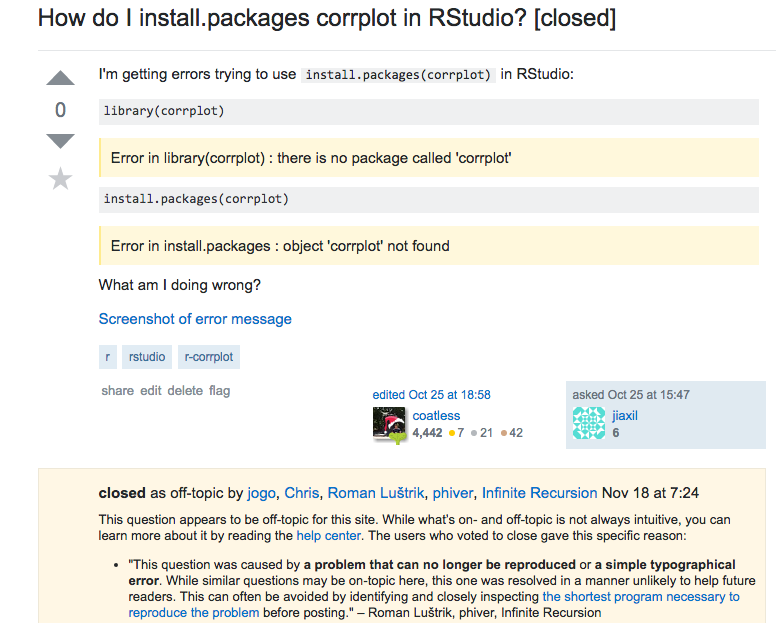 How do I install.packages corrplot in RStudio? [closed]
I'm getting errors trying to use install.packages(corrplot) in RStudio:
0
library(corrplot)
Error in library(corrplot) : there is no package called 'corrplot'
install.packages(corrplot)
Error in install.packages : object 'corrplot' not found
What am I doing wrong?
Screenshot of error message
r rstudio r-corrplot
share edit delete flag
edited Oct 25 at 18:58
coatless
4,442 7 21 42
asked Oct 25 at 15:47
jiaxil
6
closed as off-topic by jogo, Chris, Roman Luštrik, phiver, Infinite Recursion Nov 18 at 7:24
This question appears to be off-topic for this site. While what's on- and off-topic is not always intuitive, you can
learn more about it by reading the help center. The users who voted to close gave this specific reason:
• "This question was caused by a problem that can no longer be reproduced or a simple typographical
error. While similar questions may be on-topic here, this one was resolved in a manner unlikely to help future
readers. This can often be avoided by identifying and closely inspecting the shortest program necessary to
reproduce the problem before posting." – Roman Luštrik, phiver, Infinite Recursion